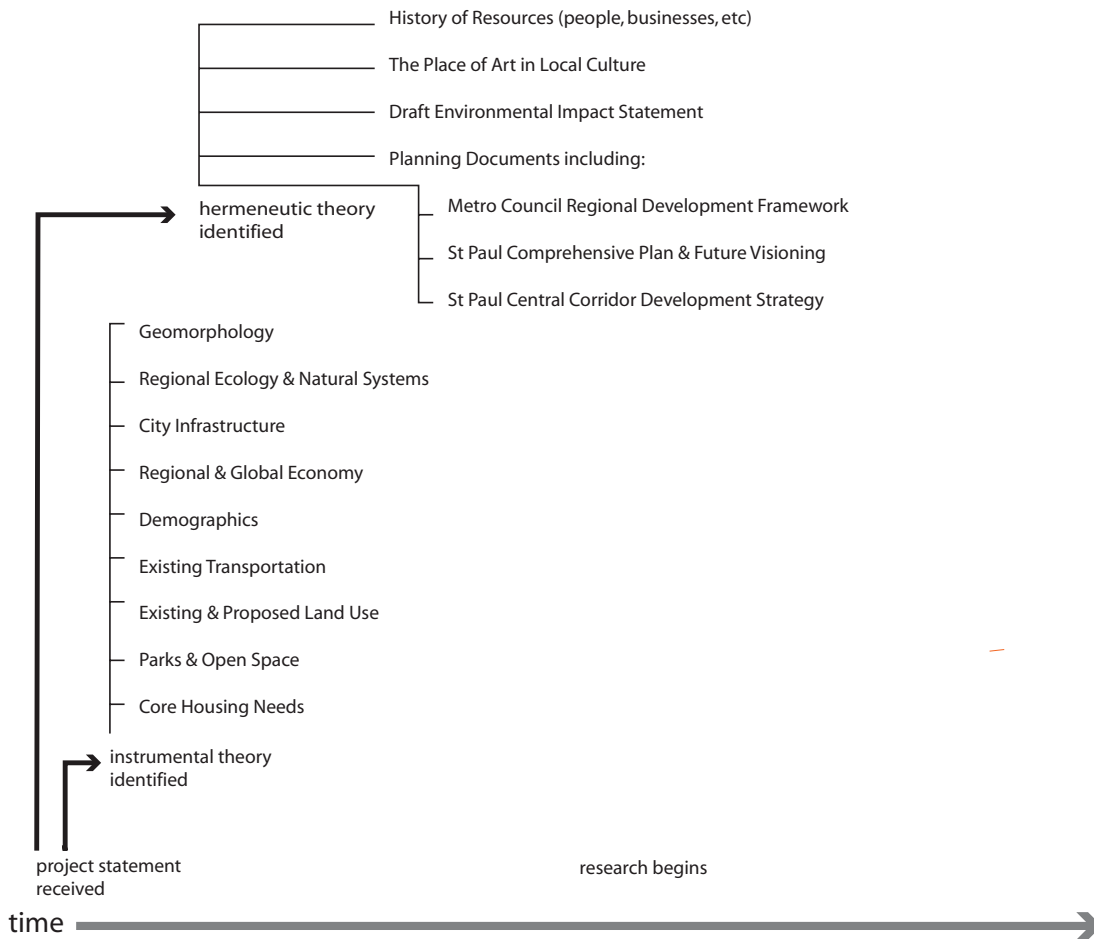 History of Resources (people, businesses, etc)
The Place of Art in Local Culture
Draft Environmental Impact Statement
Planning Documents including:
hermeneutic theory
identified
Metro Council Regional Development Framework
St Paul Comprehensive Plan & Future Visioning
St Paul Central Corridor Development Strategy
Geomorphology
Regional Ecology & Natural Systems
City Infrastructure
Regional & Global Economy
Demographics
Existing Transportation
Existing & Proposed Land Use
Parks & Open Space
Core Housing Needs
instrumental theory
identified
project statement
received
research begins
time